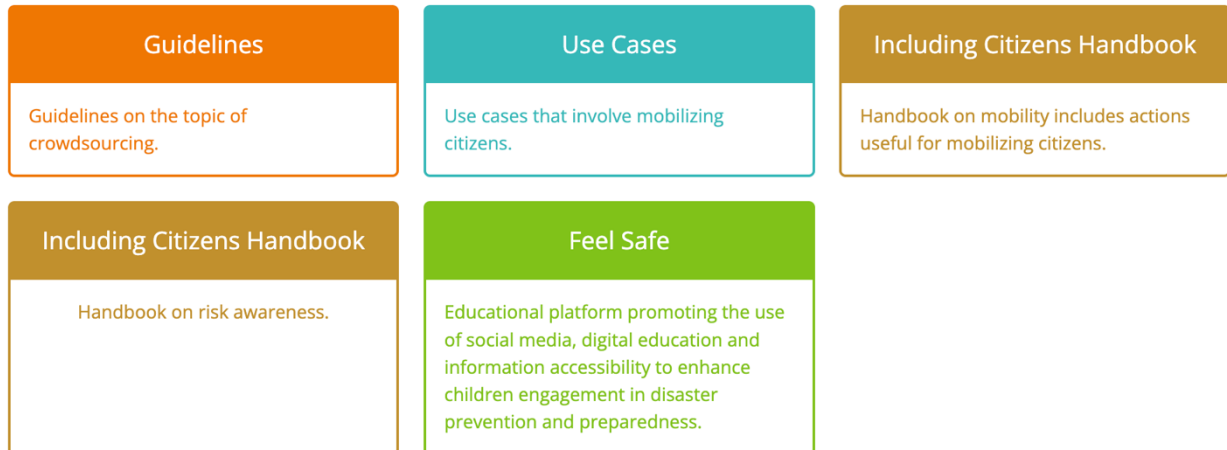 Guidelines
Guidelines on the topic of
crowdsourcing.
Use Cases
Use cases that involve mobilizing
citizens.
Including Citizens Handbook
Handbook on mobility includes actions
useful for mobilizing citizens.
Including Citizens Handbook
Handbook on risk awareness.
Feel Safe
Educational platform promoting the use
of social media, digital education and
information accessibility to enhance
children engagement in disaster
prevention and preparedness.